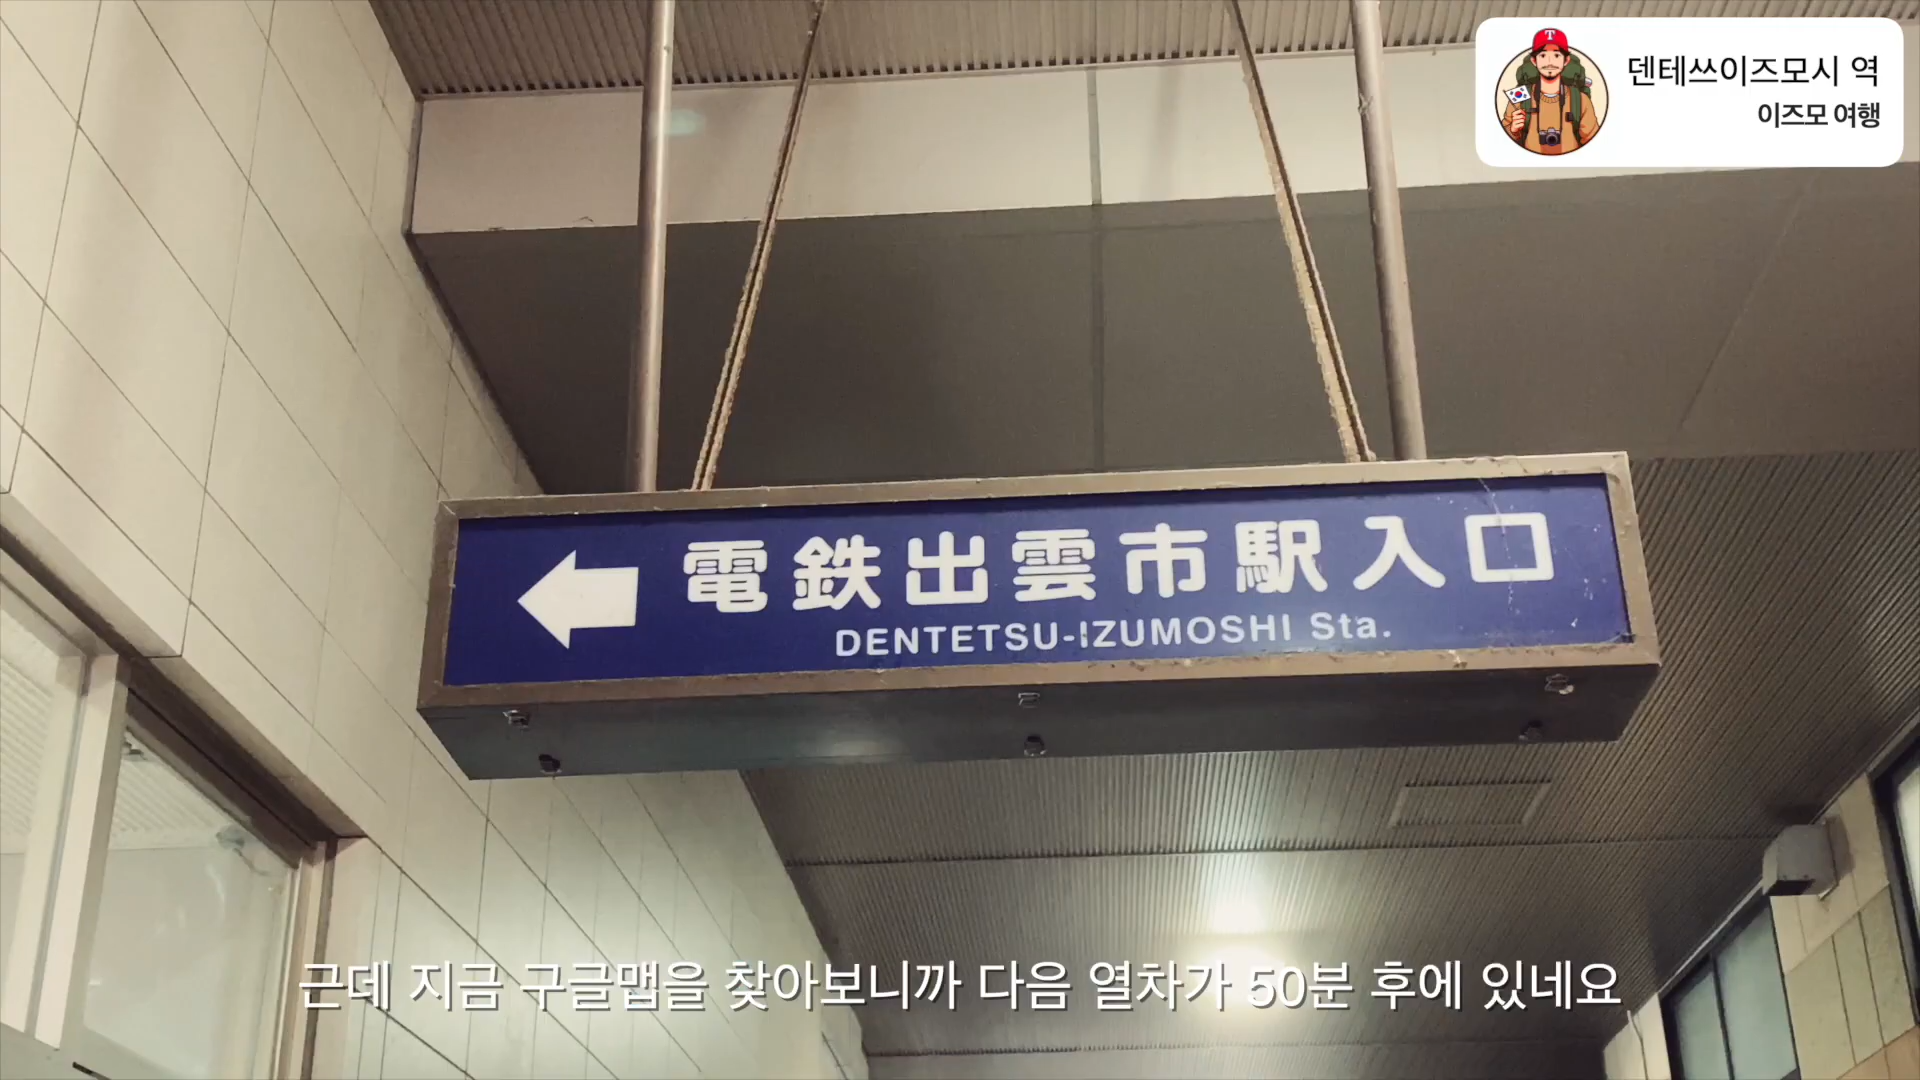 덴테쓰이즈모시 역
이즈모 여행
電鉄出雲市駅入口
DENTETSU-IZUMOSHI Sta.
근데 지금 구글맵을 찾아보니까 다음 열차가 50분 후에 있네요